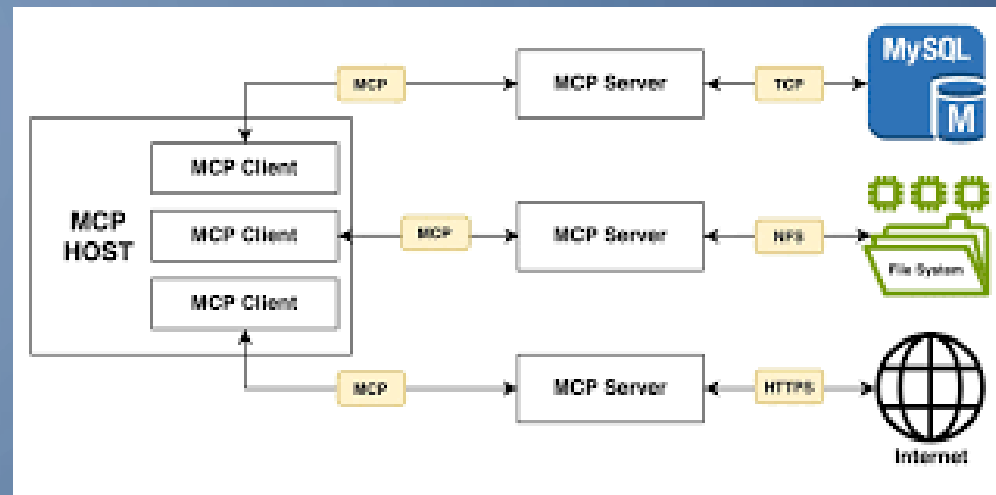 MCP
MCP Server
TCP
MySQL
M
MCP HOST
MCP Client
MCP Client
MCP Client
MCP
MCP Server
NFS
File System
MCP
MCP Server
HTTPS
Internet